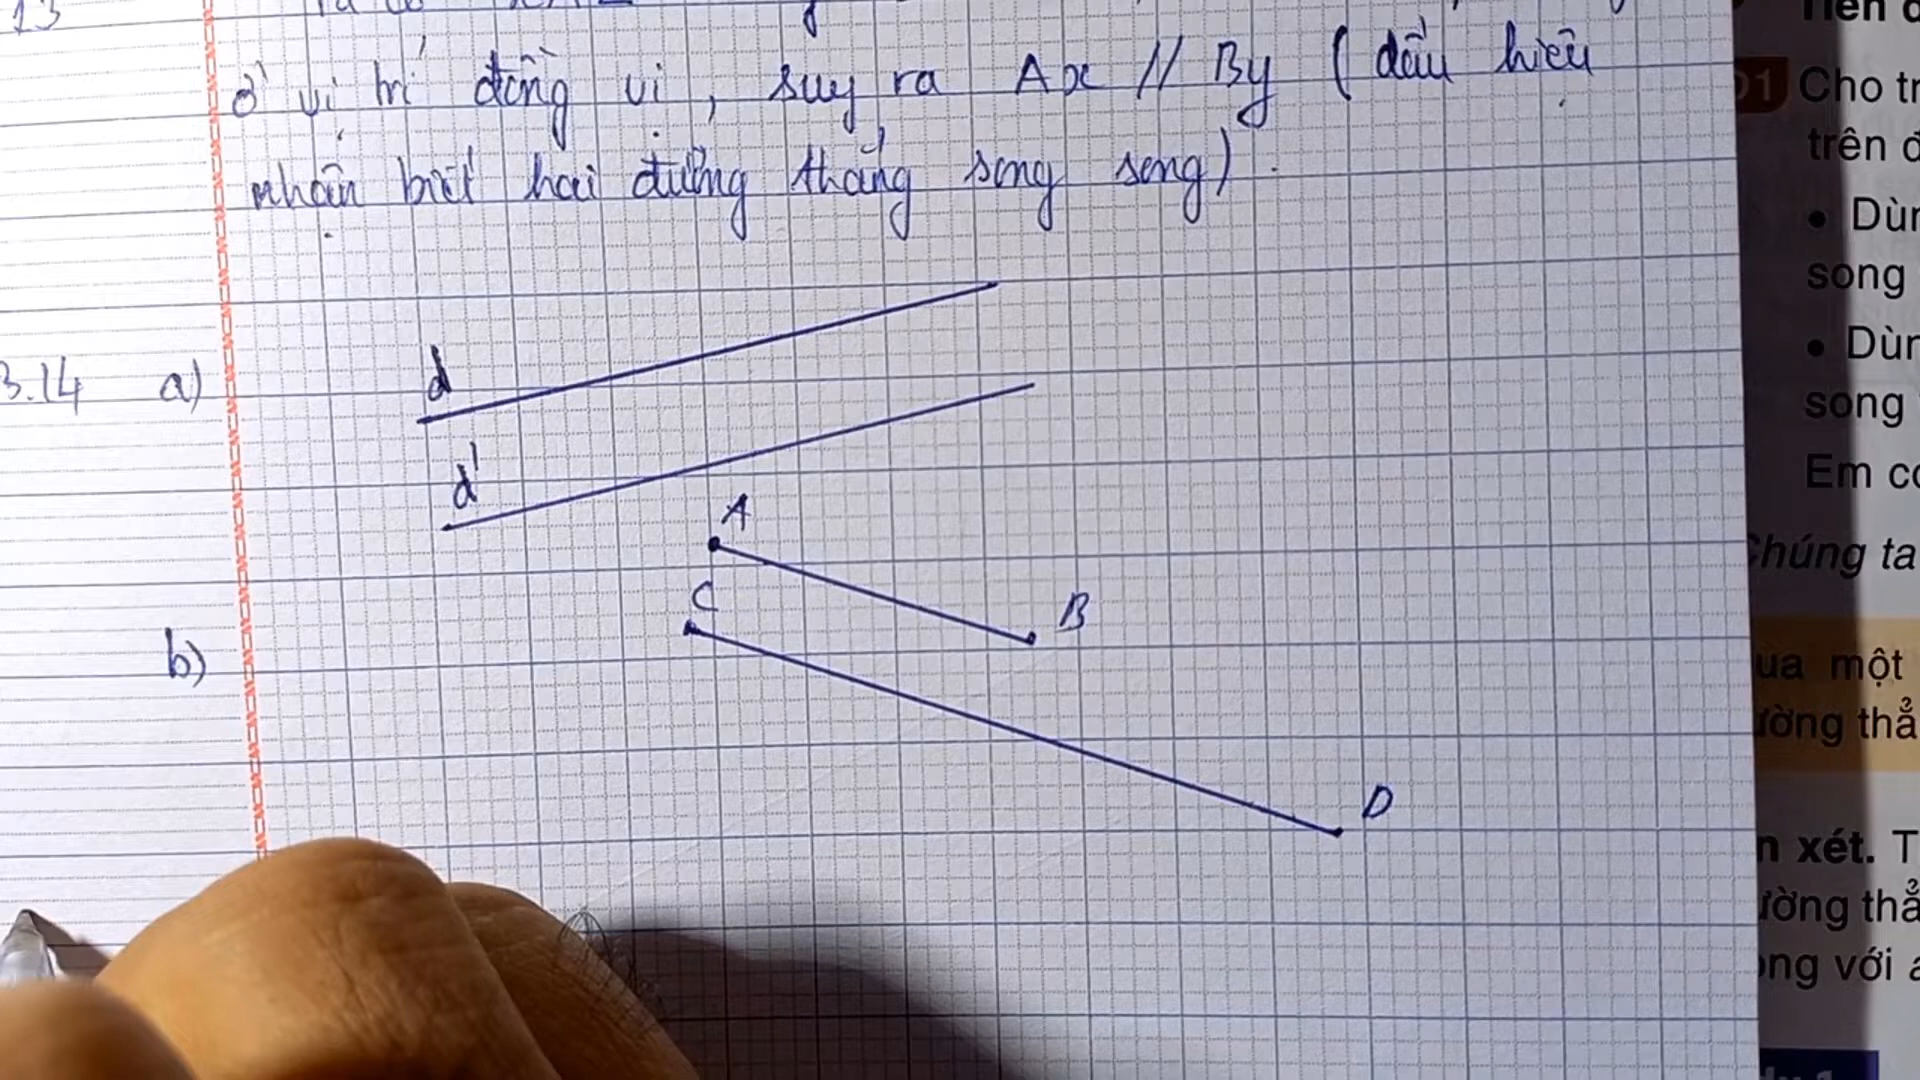 13
ở vị trí đồng vị, suy ra Ax // By (dấu hiệu
nhận biết hai đường thẳng song song).
3.14 a)
d
d'
A
C
B
b)
D
Cho tr
trên đ
• Dùn
song
• Dùn
song
Em có
Chúng ta
ua một
ường thẳ
n xét. T
ường thẳ
ong với a